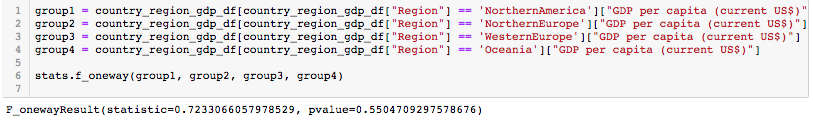 1 group1 = country_region_gdp_df[country_region_gdp_df["Region"] == 'NorthernAmerica']["GDP per capita (current US$)"
2 group2 = country_region_gdp_df[country_region_gdp_df["Region"] == 'NorthernEurope']["GDP per capita (current US$)"]
3 group3 = country_region_gdp_df[country_region_gdp_df["Region"] == 'WesternEurope']["GDP per capita (current US$)"]
4 group4 = country_region_gdp_df[country_region_gdp_df["Region"] == 'Oceania']["GDP per capita (current US$)"]
5
6 stats.f_oneway(group1, group2, group3, group4)
7
F_onewayResult(statistic=0.7233066057978529, pvalue=0.5504709297578676)